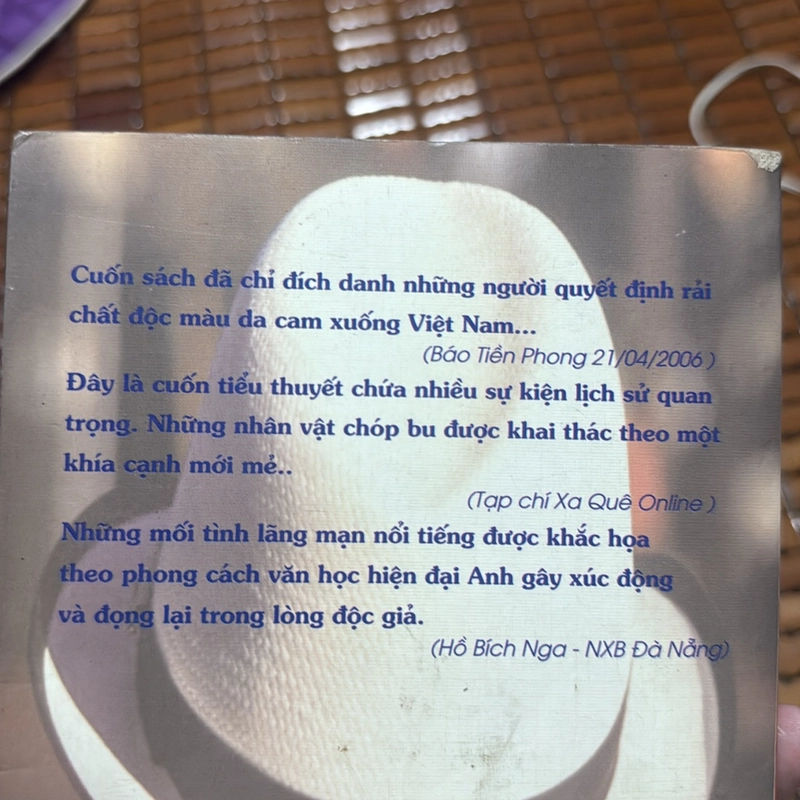 Cuốn sách đã chỉ đích danh những người quyết định rải
chất độc màu da cam xuống Việt Nam...
(Báo Tiền Phong 21/04/2006 )
Đây là cuốn tiểu thuyết chứa nhiều sự kiện lịch sử quan
trọng. Những nhân vật chóp bu được khai thác theo một
khía cạnh mới mẻ..
(Tạp chí Xa Quê Online )
Những mối tình lãng mạn nổi tiếng được khắc họa
theo phong cách văn học hiện đại Anh gây xúc động
và đọng lại trong lòng độc giả.
(Hồ Bích Nga - NXB Đà Nẵng)